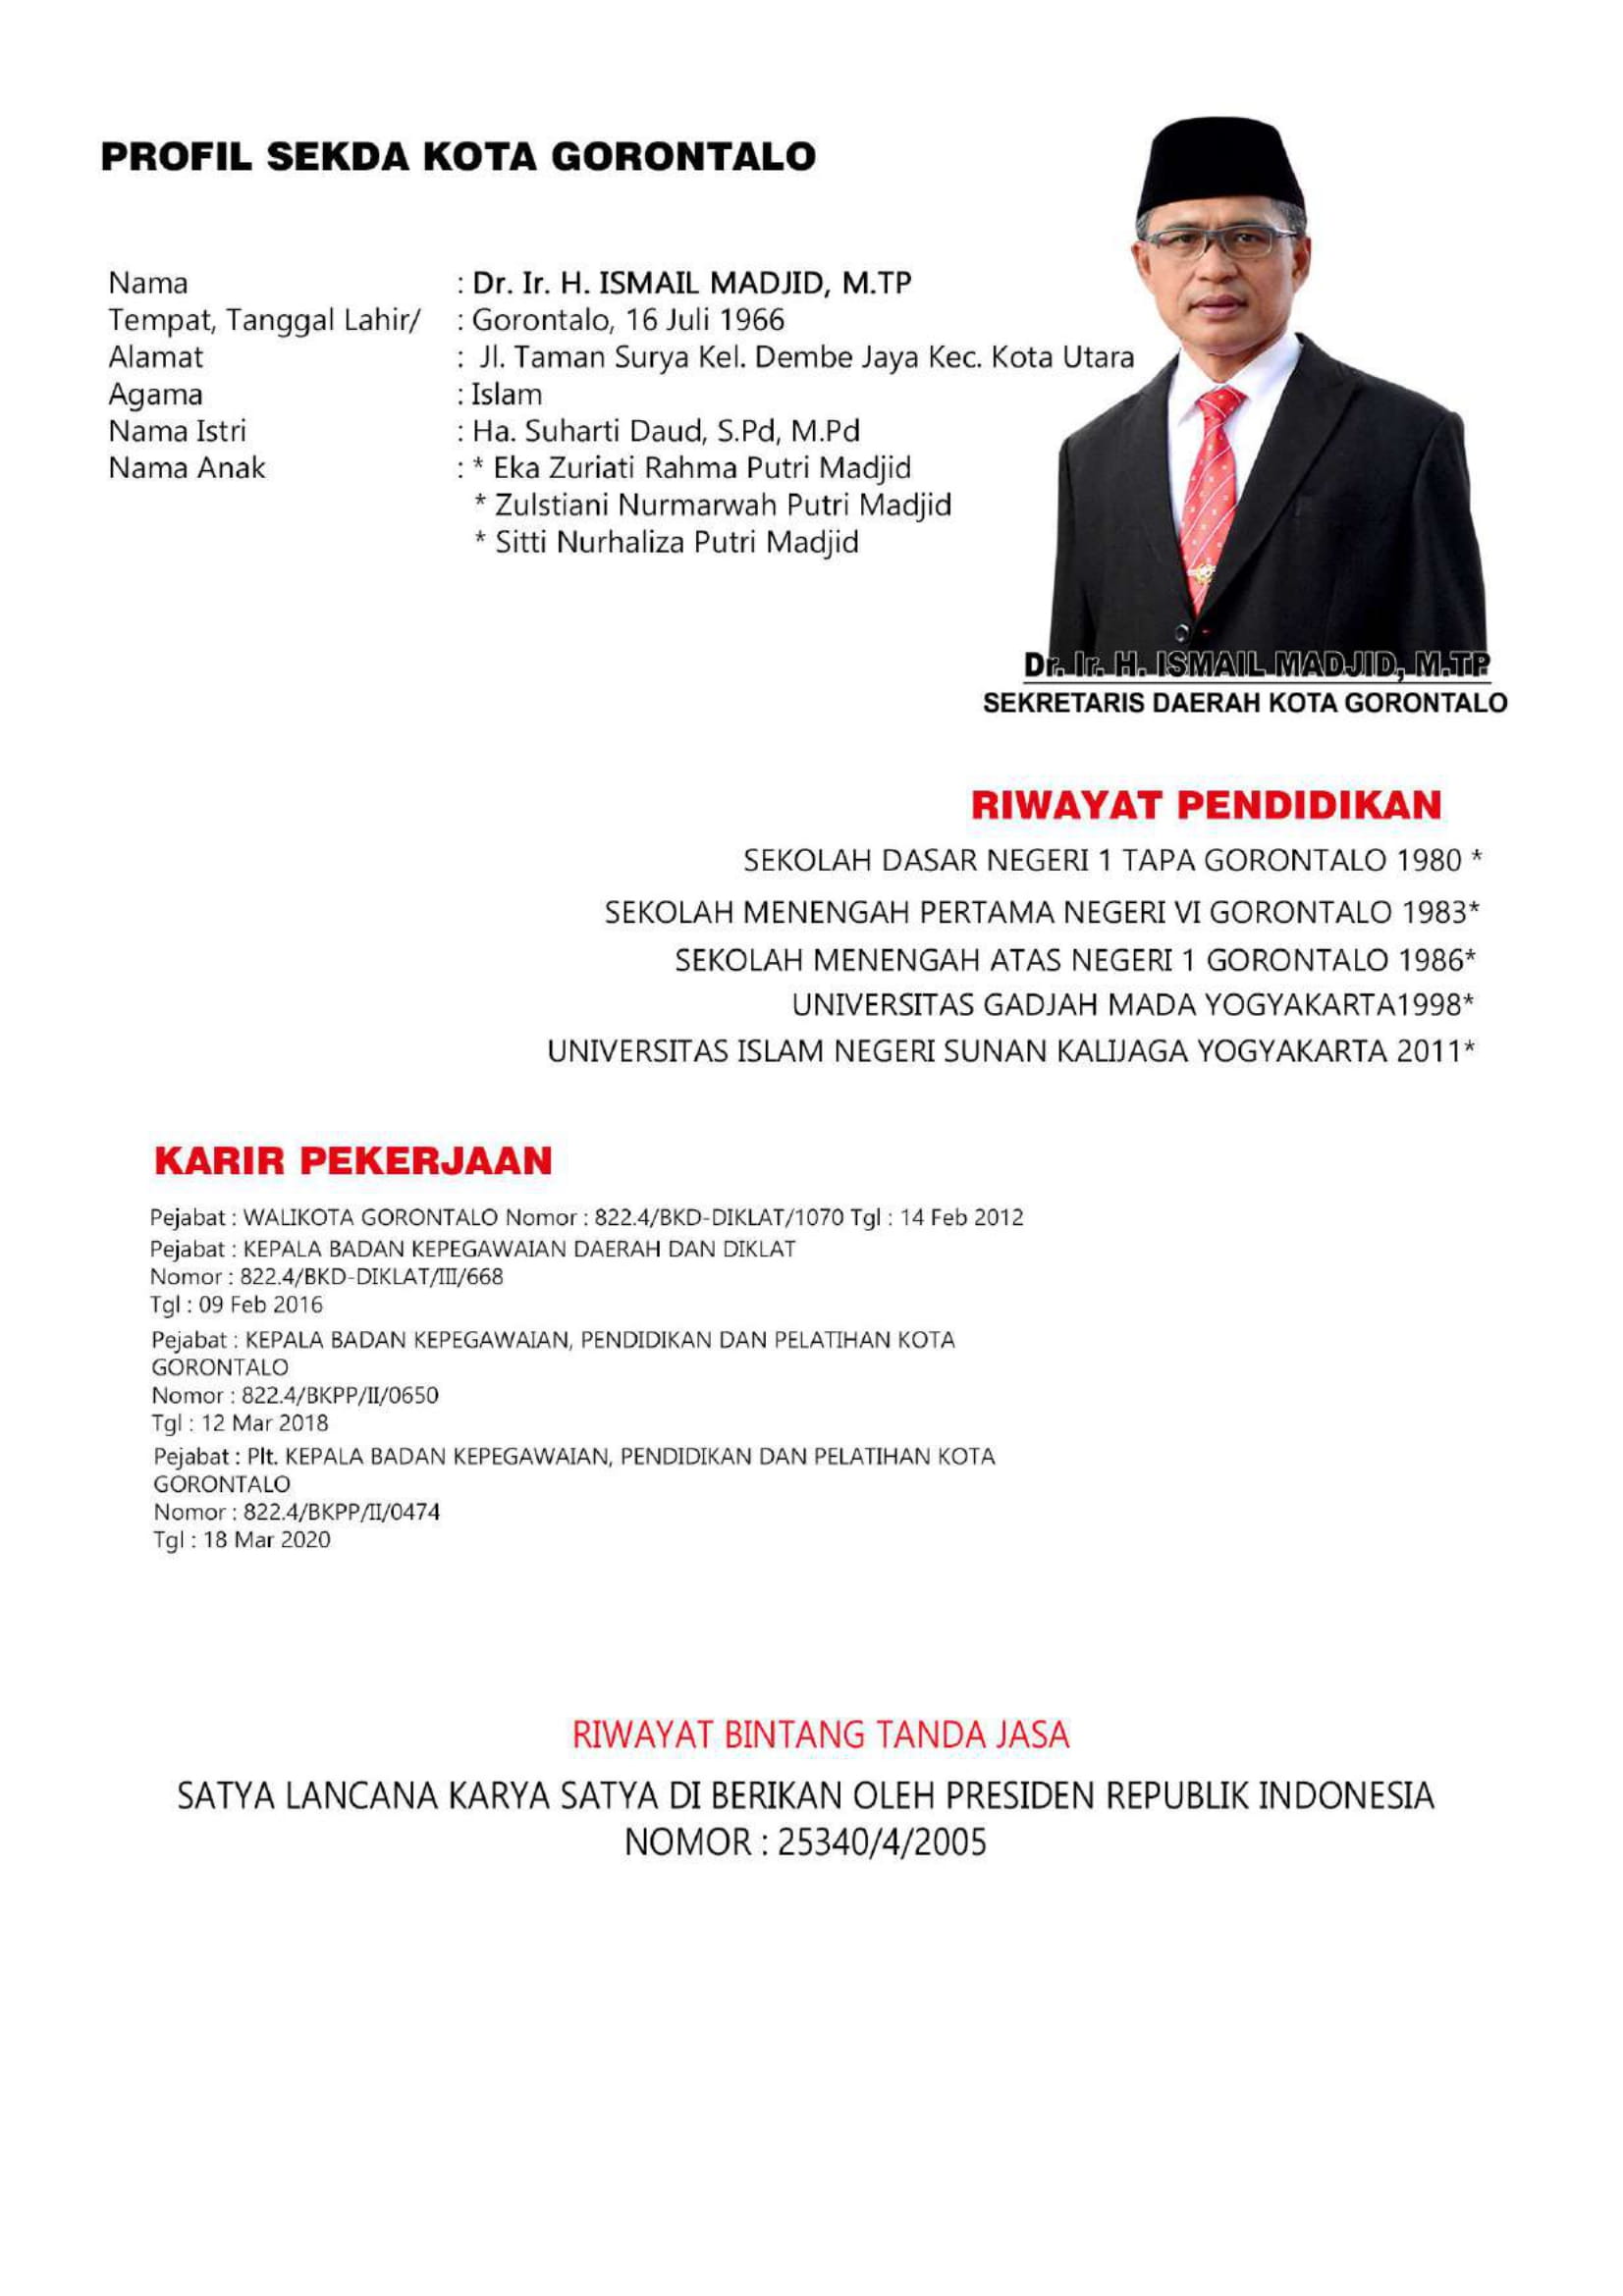 PROFIL SEKDA KOTA GORONTALO
Nama : Dr. Ir. H. ISMAIL MADJID, M.TP
Tempat, Tanggal Lahir/ : Gorontalo, 16 Juli 1966
Alamat : Jl. Taman Surya Kel. Dembe Jaya Kec. Kota Utara
Agama : Islam
Nama Istri : Ha. Suharti Daud, S.Pd, M.Pd
Nama Anak : * Eka Zuriati Rahma Putri Madjid
* Zulstiani Nurmarwah Putri Madjid
* Sitti Nurhaliza Putri Madjid
Dr. Ir. H. ISMAIL MADJID, M.TP
SEKRETARIS DAERAH KOTA GORONTALO
RIWAYAT PENDIDIKAN
SEKOLAH DASAR NEGERI 1 TAPA GORONTALO 1980 *
SEKOLAH MENENGAH PERTAMA NEGERI VI GORONTALO 1983*
SEKOLAH MENENGAH ATAS NEGERI 1 GORONTALO 1986*
UNIVERSITAS GADJAH MADA YOGYAKARTA1998*
UNIVERSITAS ISLAM NEGERI SUNAN KALIJAGA YOGYAKARTA 2011*
KARIR PEKERJAAN
Pejabat : WALIKOTA GORONTALO Nomor : 822.4/BKD-DIKLAT/1070 Tgl : 14 Feb 2012
Pejabat : KEPALA BADAN KEPEGAWAIAN DAERAH DAN DIKLAT
Nomor : 822.4/BKD-DIKLAT/III/668
Tgl : 09 Feb 2016
Pejabat : KEPALA BADAN KEPEGAWAIAN, PENDIDIKAN DAN PELATIHAN KOTA
GORONTALO
Nomor : 822.4/BKPP/II/0650
Tgl : 12 Mar 2018
Pejabat : Plt. KEPALA BADAN KEPEGAWAIAN, PENDIDIKAN DAN PELATIHAN KOTA
GORONTALO
Nomor : 822.4/BKPP/II/0474
Tgl : 18 Mar 2020
RIWAYAT BINTANG TANDA JASA
SATYA LANCANA KARYA SATYA DI BERIKAN OLEH PRESIDEN REPUBLIK INDONESIA
NOMOR : 25340/4/2005